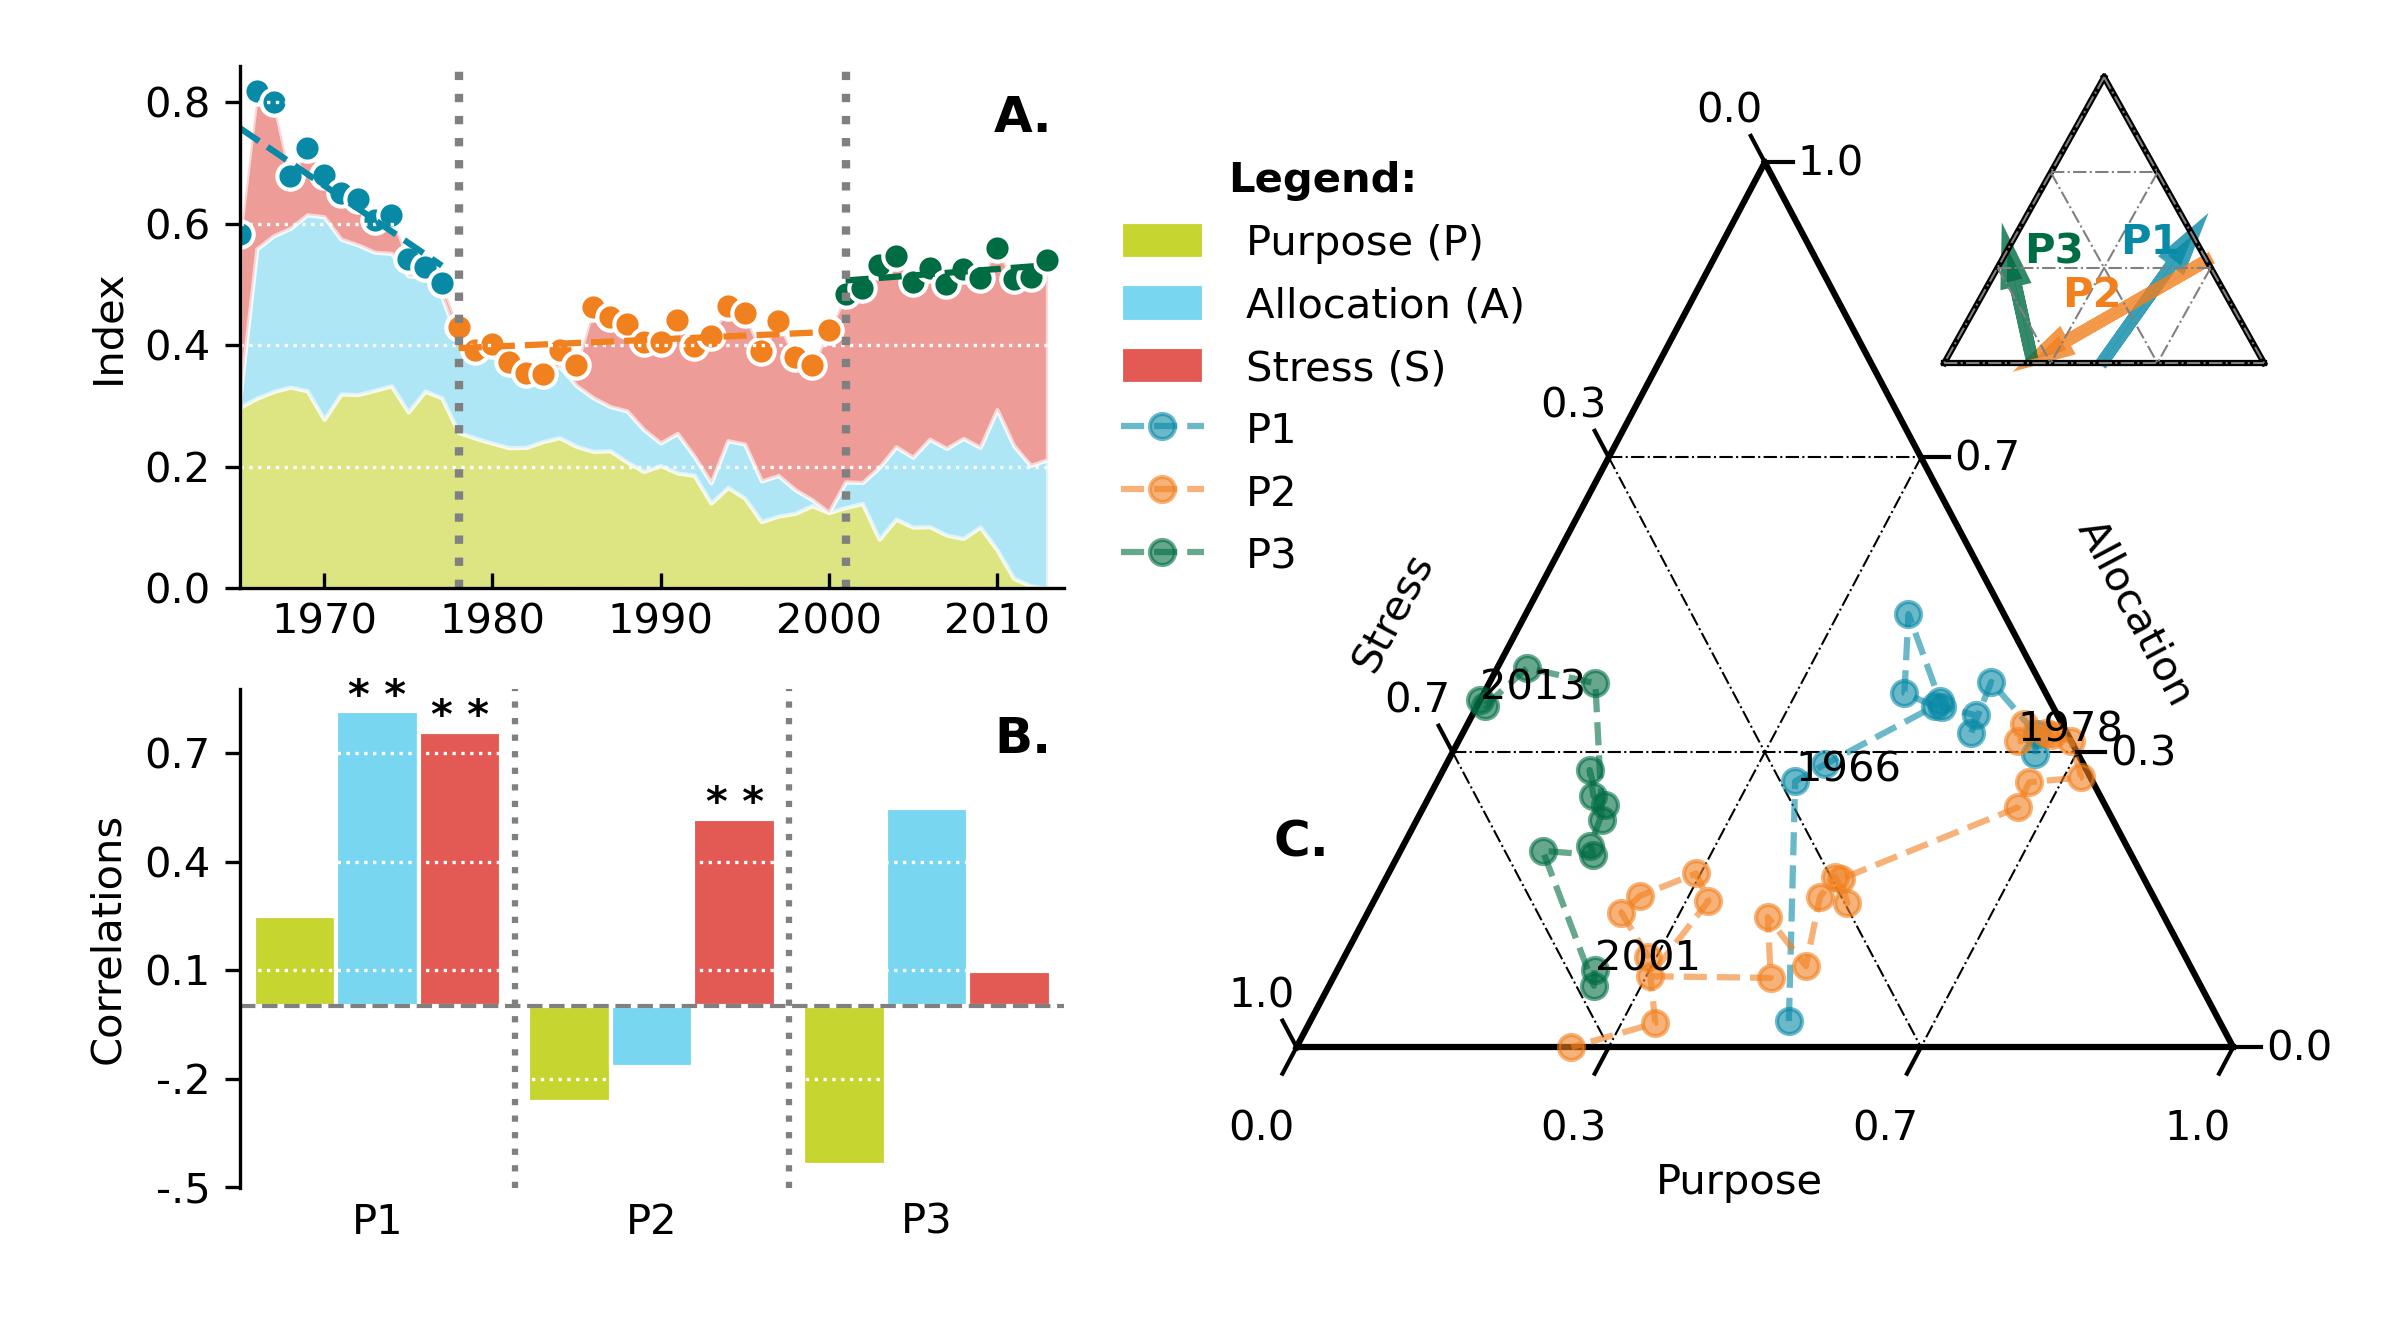 0.8
0.6
0.4
0.2
0.0
Index
A.
1970
1980
1990
2000
2010
Legend:
Purpose (P)
Allocation (A)
Stress (S)
P1
P2
P3
* *
* *
* *
B.
0.7
0.4
0.1
-.2
-.5
Correlations
P1
P2
P3
C.
0.0
1.0
0.3
0.7
0.7
0.3
1.0
0.0
Stress
Allocation
2013
1978
1966
2001
0.0
0.3
0.7
1.0
Purpose
P3
P1
P2